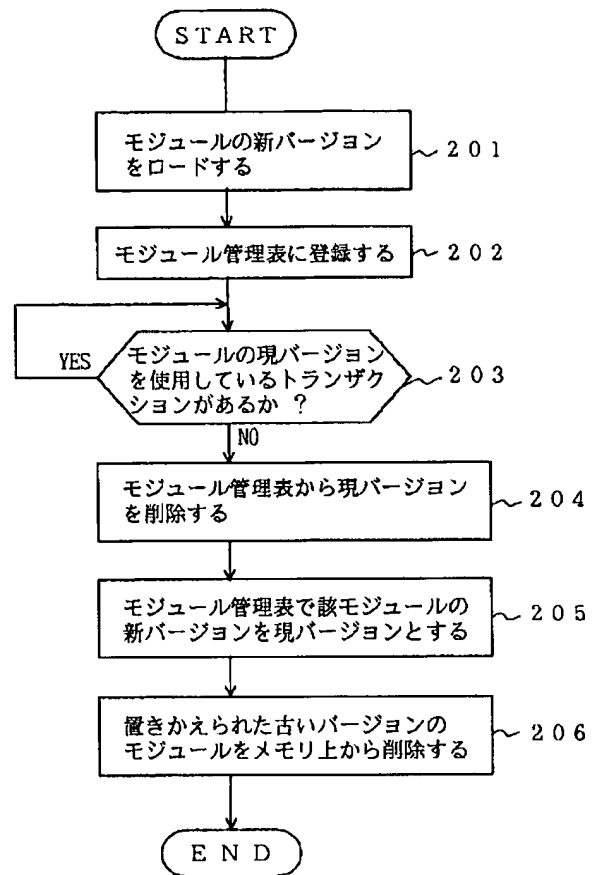 START
モジュールの新バージョン
をロードする
201
モジュール管理表に登録する
202
モジュールの現バージョン
を使用しているトランザク
ションがあるか ?
203
YES
NO
モジュール管理表から現バージョン
を削除する
204
モジュール管理表で該モジュールの
新バージョンを現バージョンとする
205
置きかえられた古いバージョンの
モジュールをメモリ上から削除する
206
END